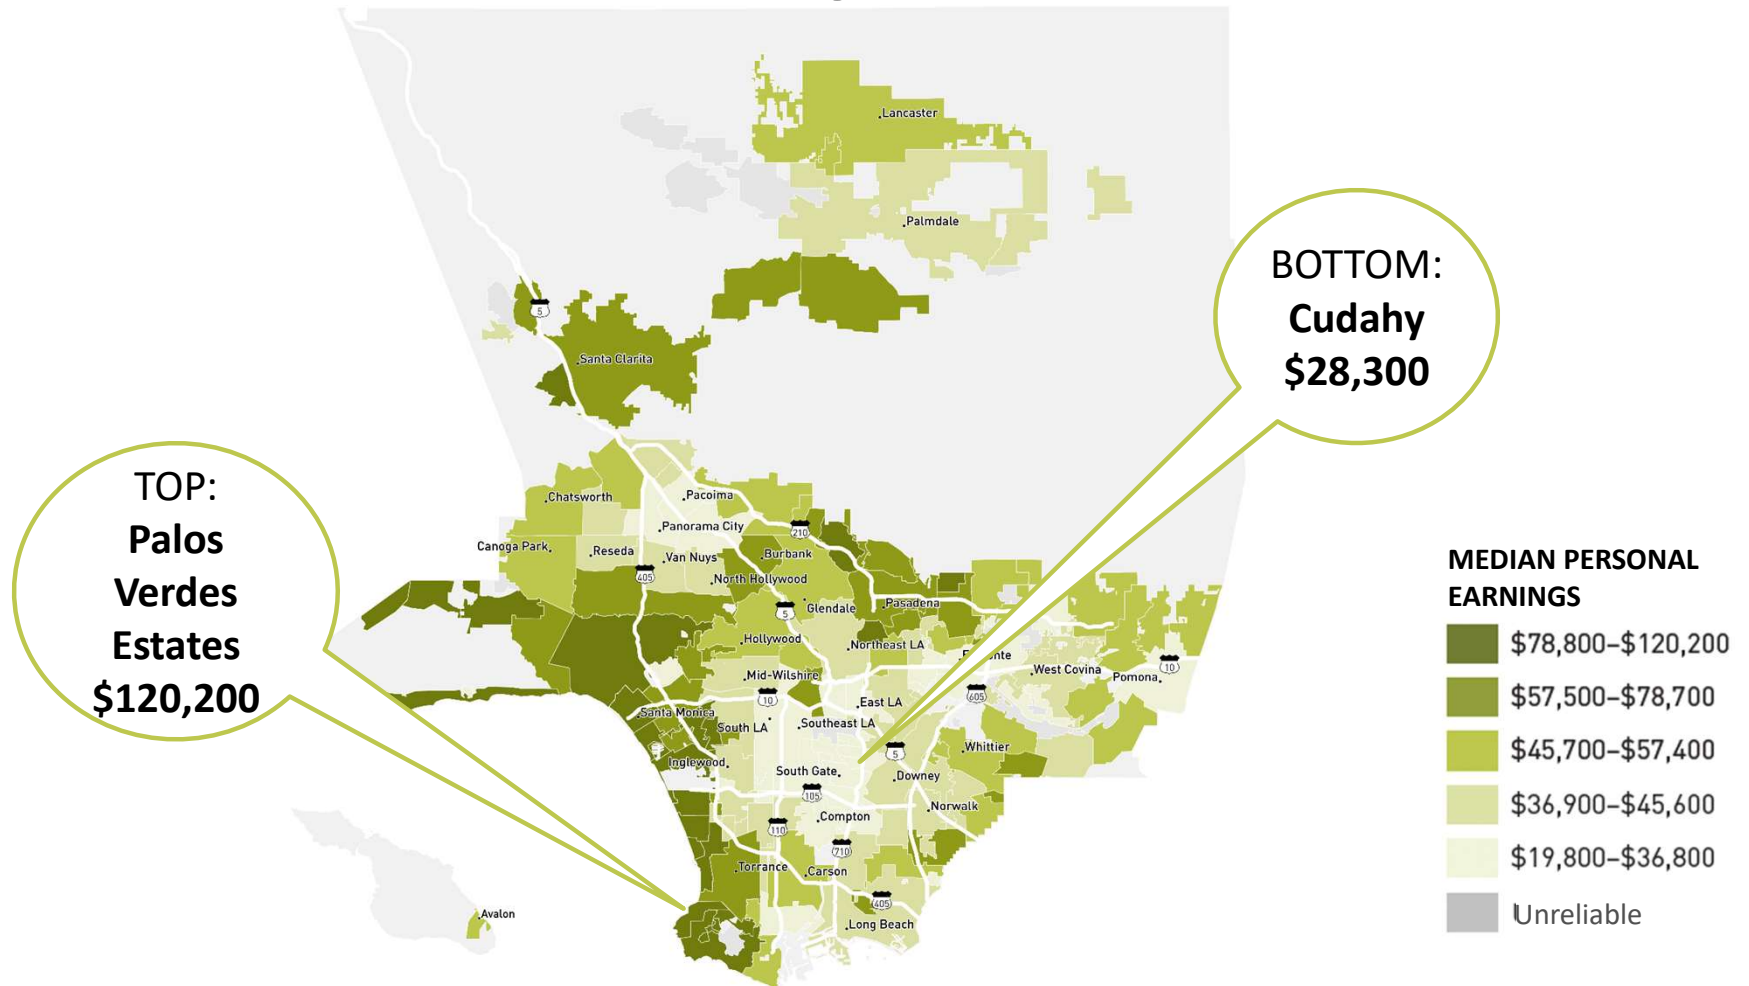 Lancaster
Palmdale
BOTTOM:
Cudahy
$28,300
5
Santa Clarita
TOP:
Palos
Verdes
Estates
$120,200
Chatsworth
Pacoima
Panorama City
210
Canoga Park
Reseda
Van Nuys
Burbank
405
North Hollywood
5
Glendale
Pasadena
Hollywood
Northeast LA
Mid-Wilshire
West Covina
Pomona
10
10
605
East LA
Santa Monica
South LA
Southeast LA
5
Whittier
Inglewood
South Gate
Downey
105
Compton
Norwalk
110
710
Torrance
Carson
405
Avalon
Long Beach
MEDIAN PERSONAL
EARNINGS
$78,800–$120,200
$57,500–$78,700
$45,700–$57,400
$36,900–$45,600
$19,800–$36,800
Unreliable